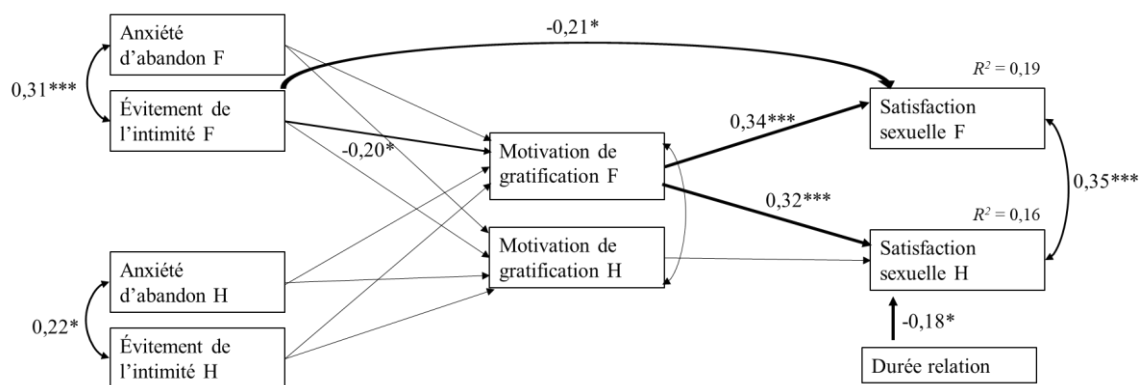 Anxiété
d'abandon F
0,31***
Évitement de
l'intimité F
-0,21*
-0,20*
Motivation de
gratification F
Motivation de
gratification H
0,34***
0,32***
R² = 0,19
Satisfaction
sexuelle F
0,35***
R² = 0,16
Satisfaction
sexuelle H
-0,18*
Durée relation
Anxiété
d'abandon H
0,22*
Évitement de
l'intimité H